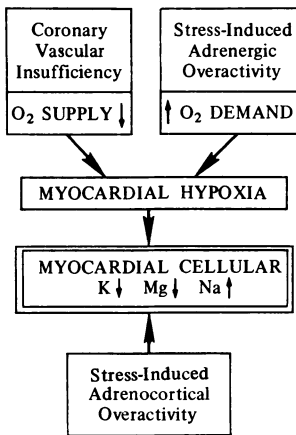 Coronary
Vascular
Insufficiency
O₂ SUPPLY ↓
Stress-Induced
Adrenergic
Overactivity
↑ O₂ DEMAND
MYOCARDIAL HYPOXIA
MYOCARDIAL CELLULAR
K↓ Mg↓ Na↑
Stress-Induced
Adrenocortical
Overactivity